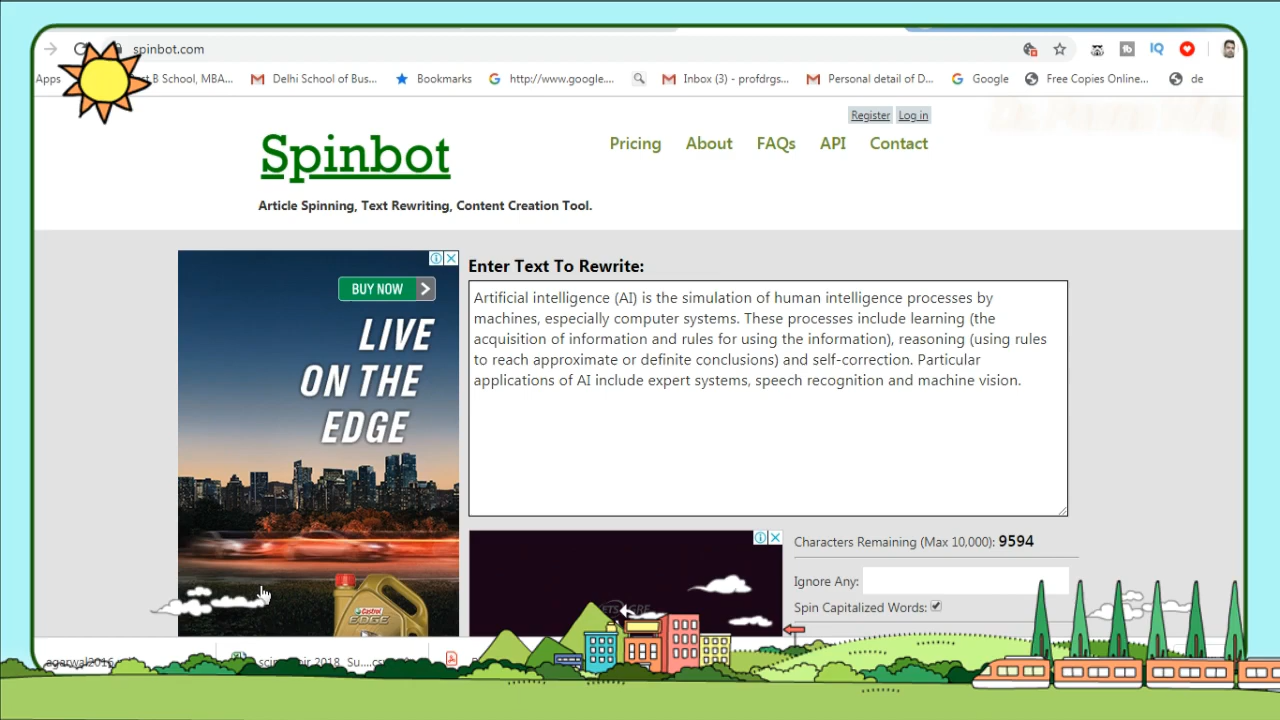 spinbot.com
Apps
st B School, MBA...
Delhi School of Bus...
Bookmarks
http://www.google....
Inbox (3) - profdrgs...
Personal detail of D...
Google
Free Copies Online...
de
Register Log in
Spinbot
Pricing About FAQs API Contact
Article Spinning, Text Rewriting, Content Creation Tool.
BUY NOW
LIVE
ON THE
EDGE
Castrol
EDGE
Enter Text To Rewrite:
Artificial intelligence (AI) is the simulation of human intelligence processes by
machines, especially computer systems. These processes include learning (the
acquisition of information and rules for using the information), reasoning (using rules
to reach approximate or definite conclusions) and self-correction. Particular
applications of AI include expert systems, speech recognition and machine vision.
Characters Remaining (Max 10,000): 9594
Ignore Any:
Spin Capitalized Words: